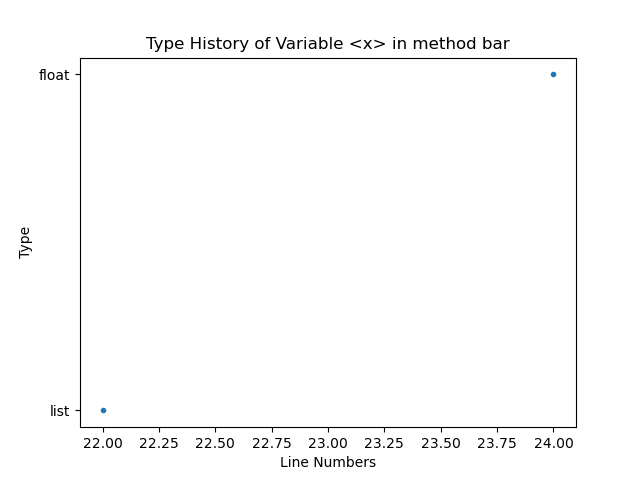 Type History of Variable <x> in method bar
float
Type
list
22.00 22.25 22.50 22.75 23.00 23.25 23.50 23.75 24.00
Line Numbers